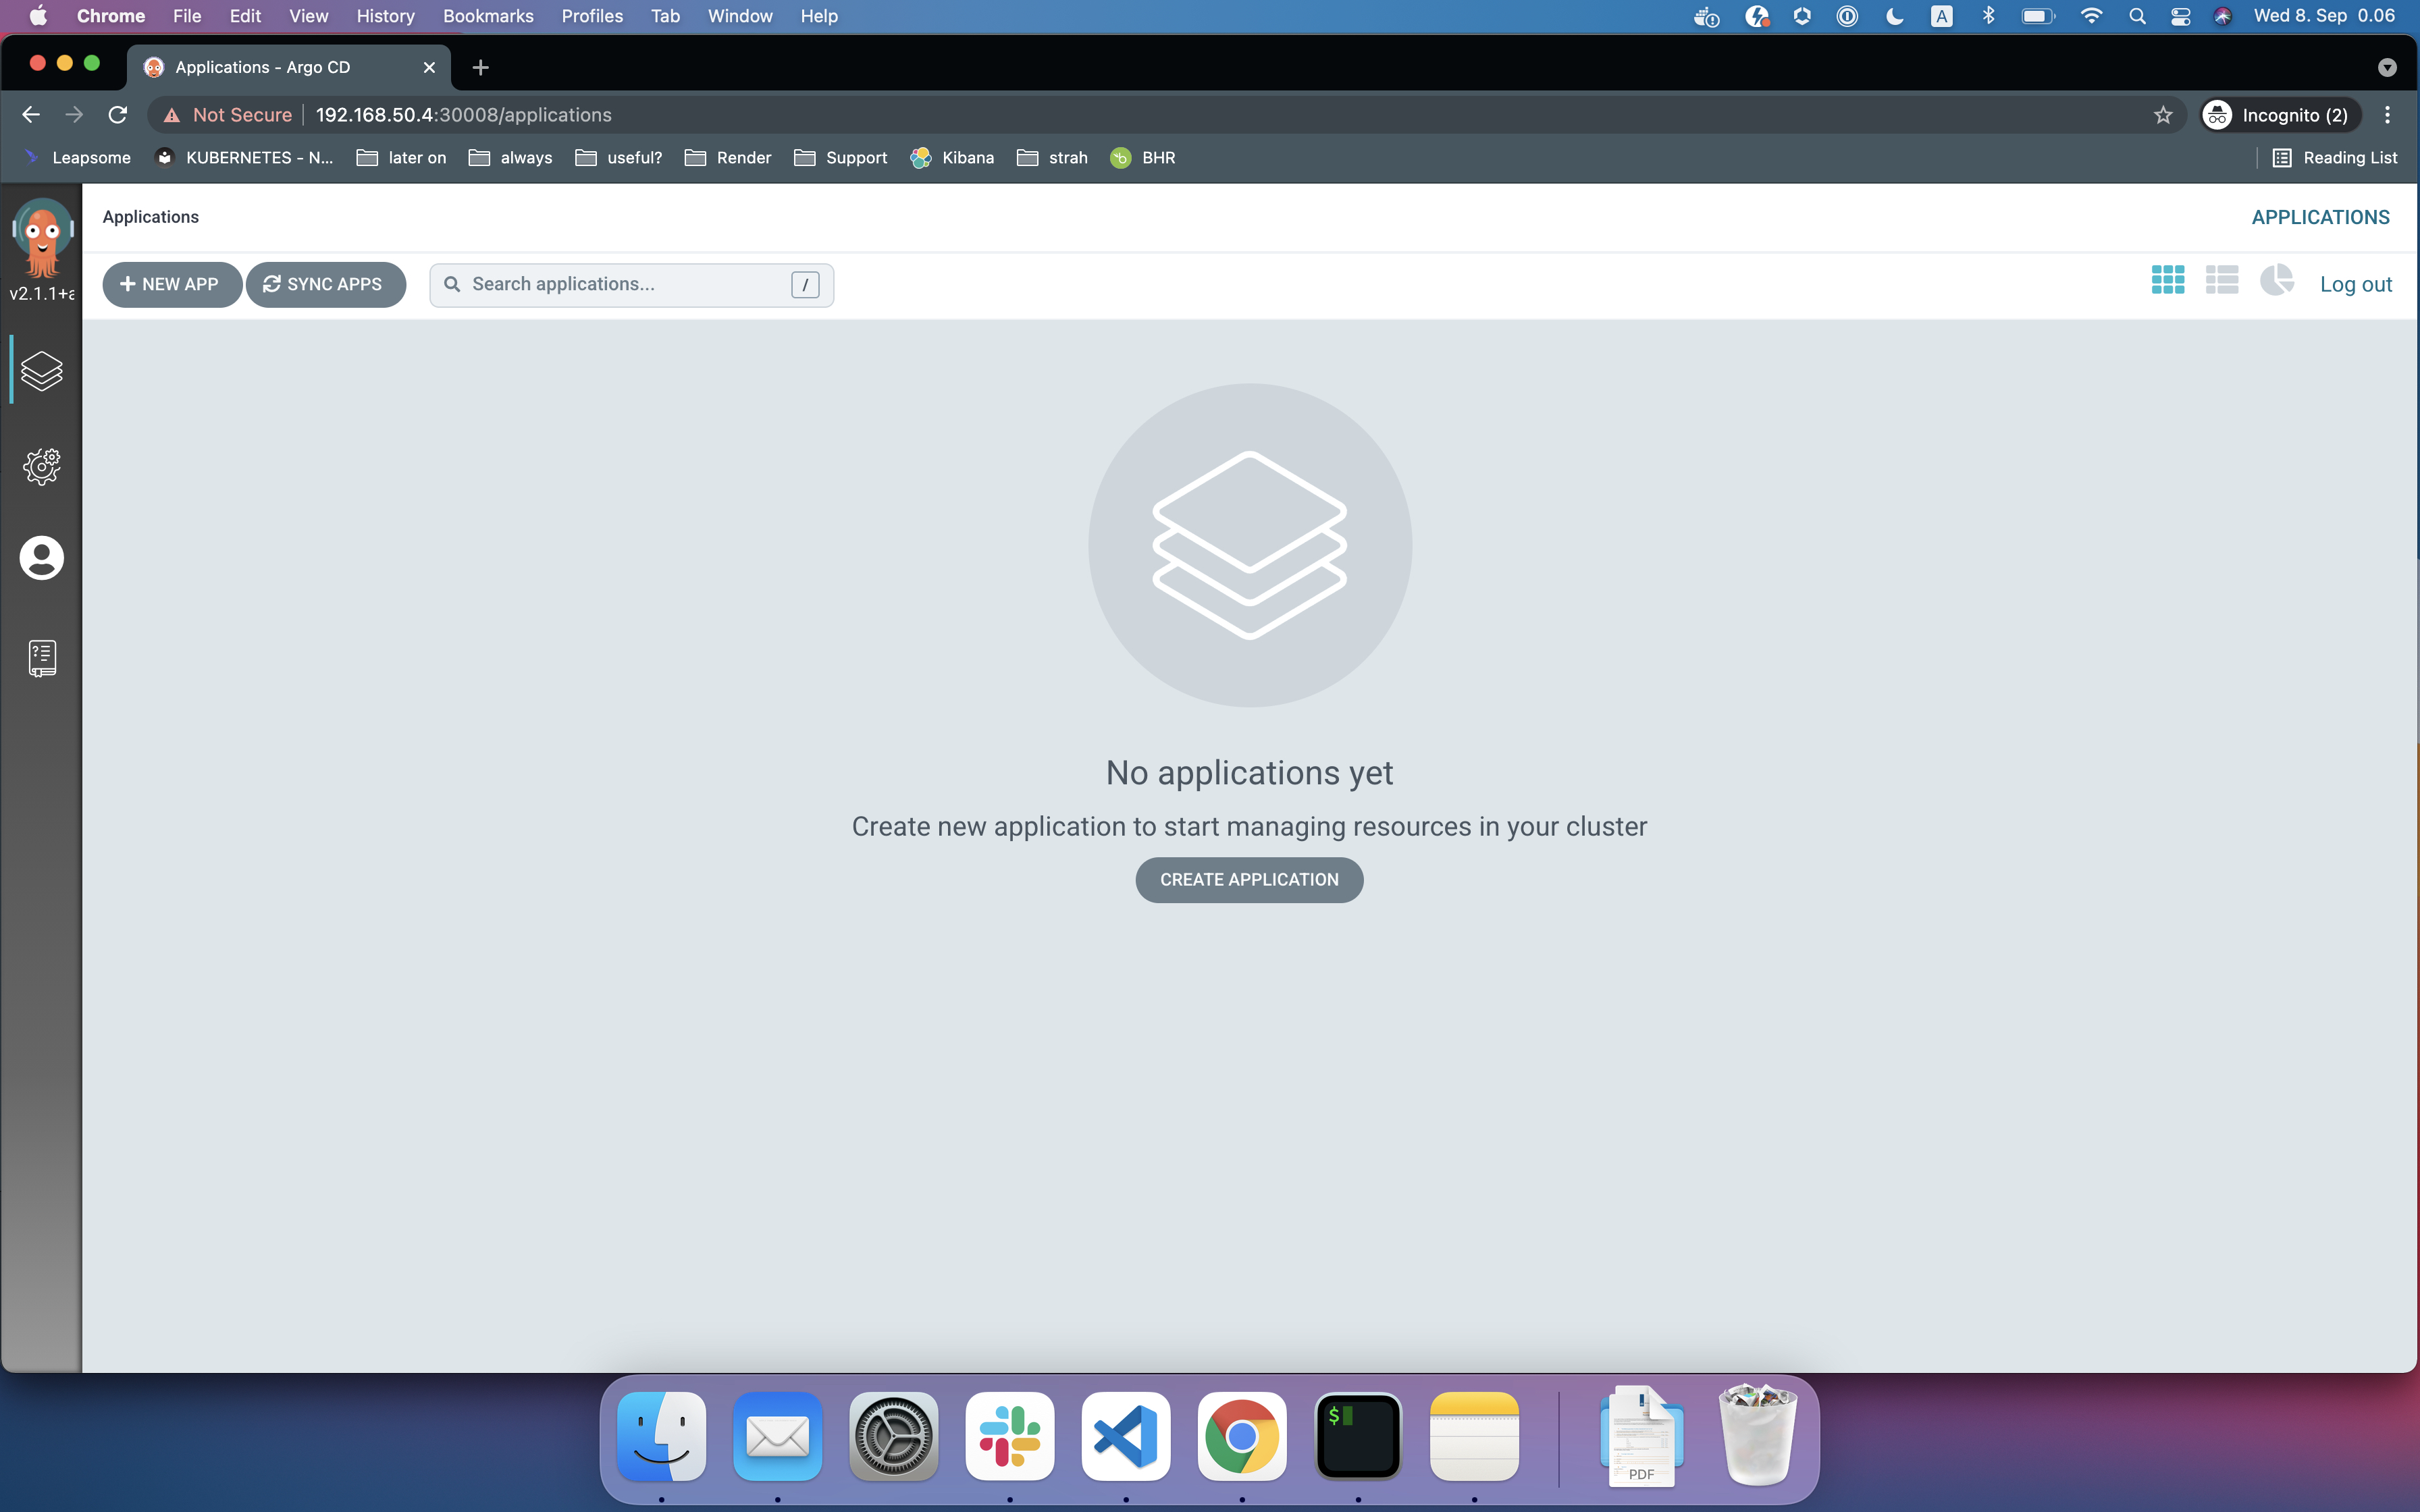 Chrome File Edit View History Bookmarks Profiles Tab Window Help A Wed 8. Sep 0.06
Applications - Argo CD
Not Secure 192.168.50.4:30008/applications Incognito (2)
Leapsome KUBERNETES - N... later on always useful? Render Support Kibana strah BHR Reading List
Applications APPLICATIONS
NEW APP SYNC APPS Search applications... / Log out
v2.1.1+a
No applications yet
Create new application to start managing resources in your cluster
CREATE APPLICATION
$
PDF